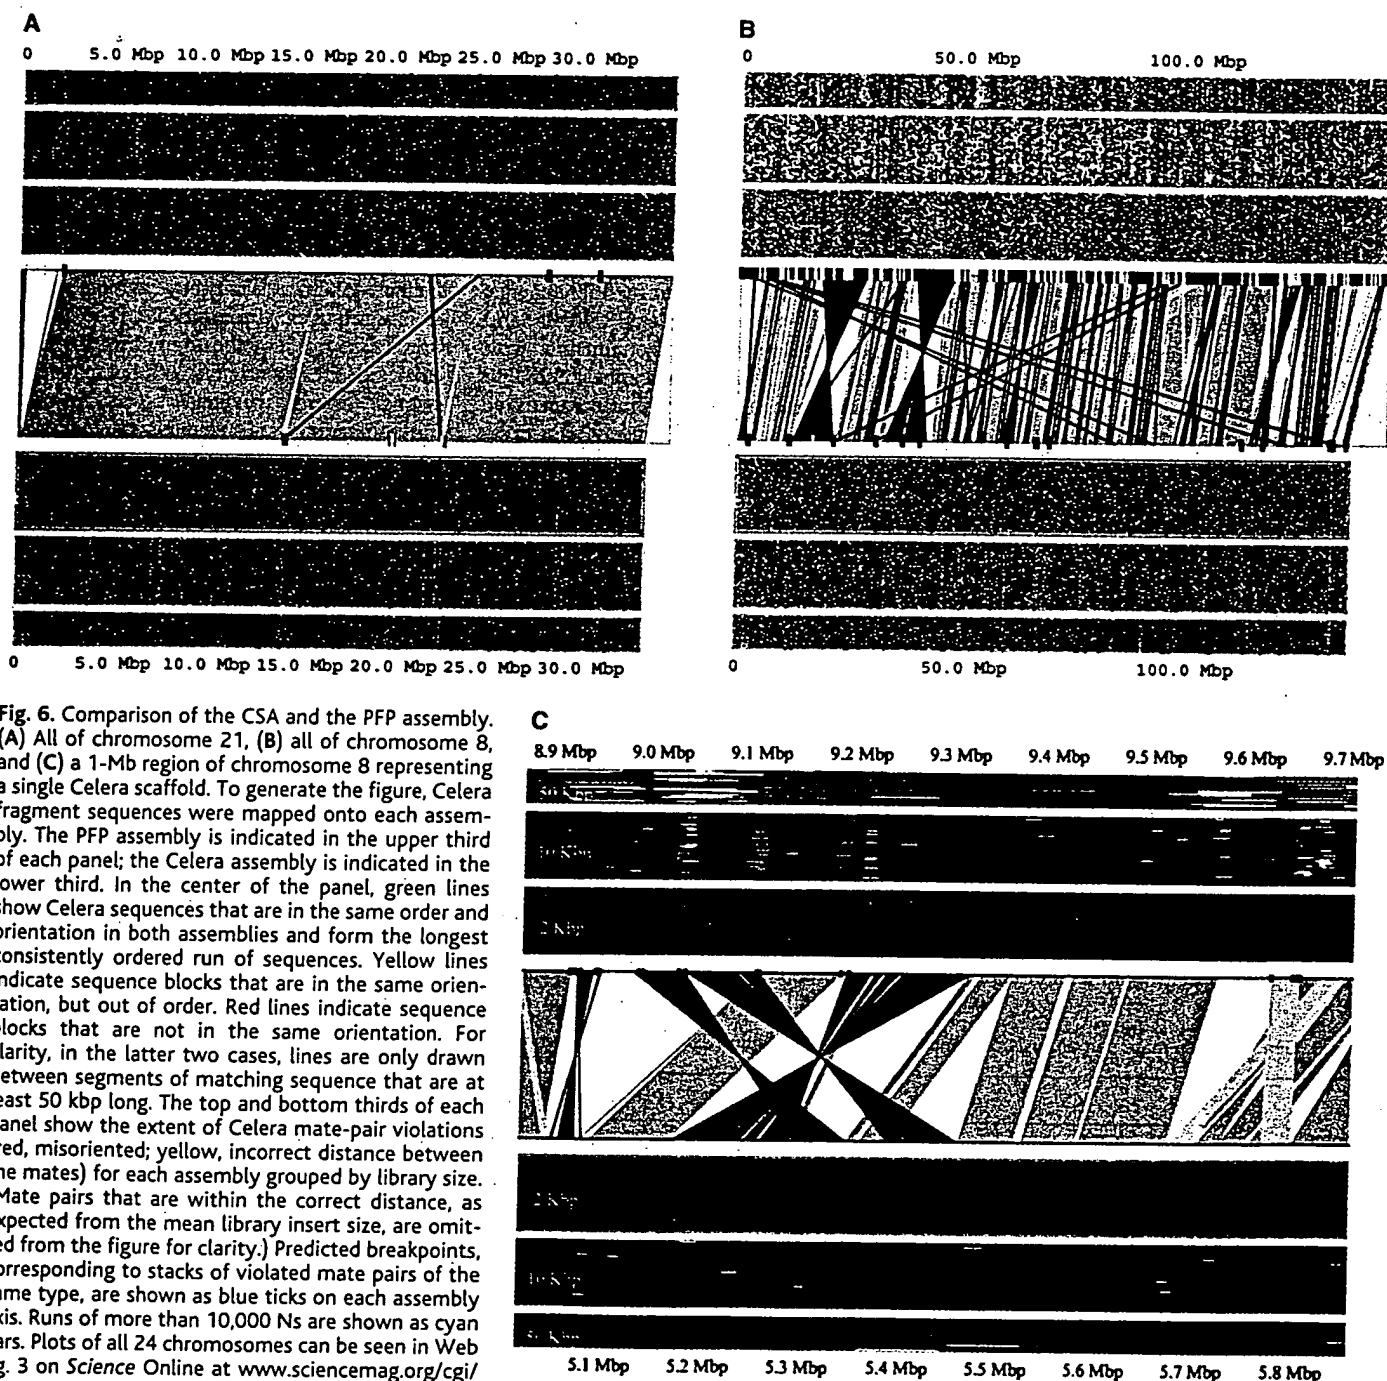 A
0 5.0 Mbp 10.0 Mbp 15.0 Mbp 20.0 Mbp 25.0 Mbp 30.0 Mbp
B
0 50.0 Mbp 100.0 Mbp
0 5.0 Mbp 10.0 Mbp 15.0 Mbp 20.0 Mbp 25.0 Mbp 30.0 Mbp
0 50.0 Mbp 100.0 Mbp
Fig. 6. Comparison of the CSA and the PFP assembly.
(A) All of chromosome 21, (B) all of chromosome 8,
and (C) a 1-Mb region of chromosome 8 representing
a single Celera scaffold. To generate the figure, Celera
fragment sequences were mapped onto each assem-
bly. The PFP assembly is indicated in the upper third
of each panel; the Celera assembly is indicated in the
lower third. In the center of the panel, green lines
show Celera sequences that are in the same order and
orientation in both assemblies and form the longest
consistently ordered run of sequences. Yellow lines
indicate sequence blocks that are in the same orien-
tation, but out of order. Red lines indicate sequence
blocks that are not in the same orientation. For
clarity, in the latter two cases, lines are only drawn
between segments of matching sequence that are at
least 50 kbp long. The top and bottom thirds of each
panel show the extent of Celera mate-pair violations
(red, misoriented; yellow, incorrect distance between
the mates) for each assembly grouped by library size.
(Mate pairs that are within the correct distance, as
expected from the mean library insert size, are omit-
ted from the figure for clarity.) Predicted breakpoints,
corresponding to stacks of violated mate pairs of the
same type, are shown as blue ticks on each assembly
axis. Runs of more than 10,000 Ns are shown as cyan
bars. Plots of all 24 chromosomes can be seen in Web
fig. 3 on Science Online at www.sciencemag.org/cgi/
C
8.9 Mbp 9.0 Mbp 9.1 Mbp 9.2 Mbp 9.3 Mbp 9.4 Mbp 9.5 Mbp 9.6 Mbp 9.7 Mbp
50 Kbp
10 Kbp
2 Kbp
2 Kbp
10 Kbp
50 Kbp
5.1 Mbp 5.2 Mbp 5.3 Mbp 5.4 Mbp 5.5 Mbp 5.6 Mbp 5.7 Mbp 5.8 Mbp